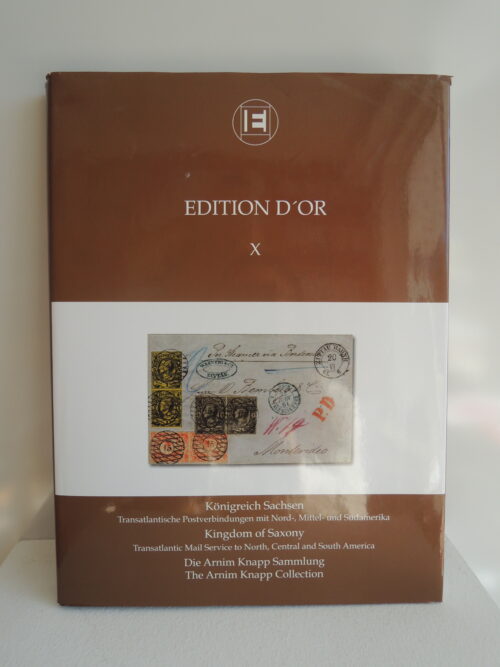 E
EDITION D´OR
X
P.D.
Montevideo
Königreich Sachsen
Transatlantische Postverbindungen mit Nord-, Mittel- und Südamerika
Kingdom of Saxony
Transatlantic Mail Service to North, Central and South America
Die Arnim Knapp Sammlung
The Arnim Knapp Collection